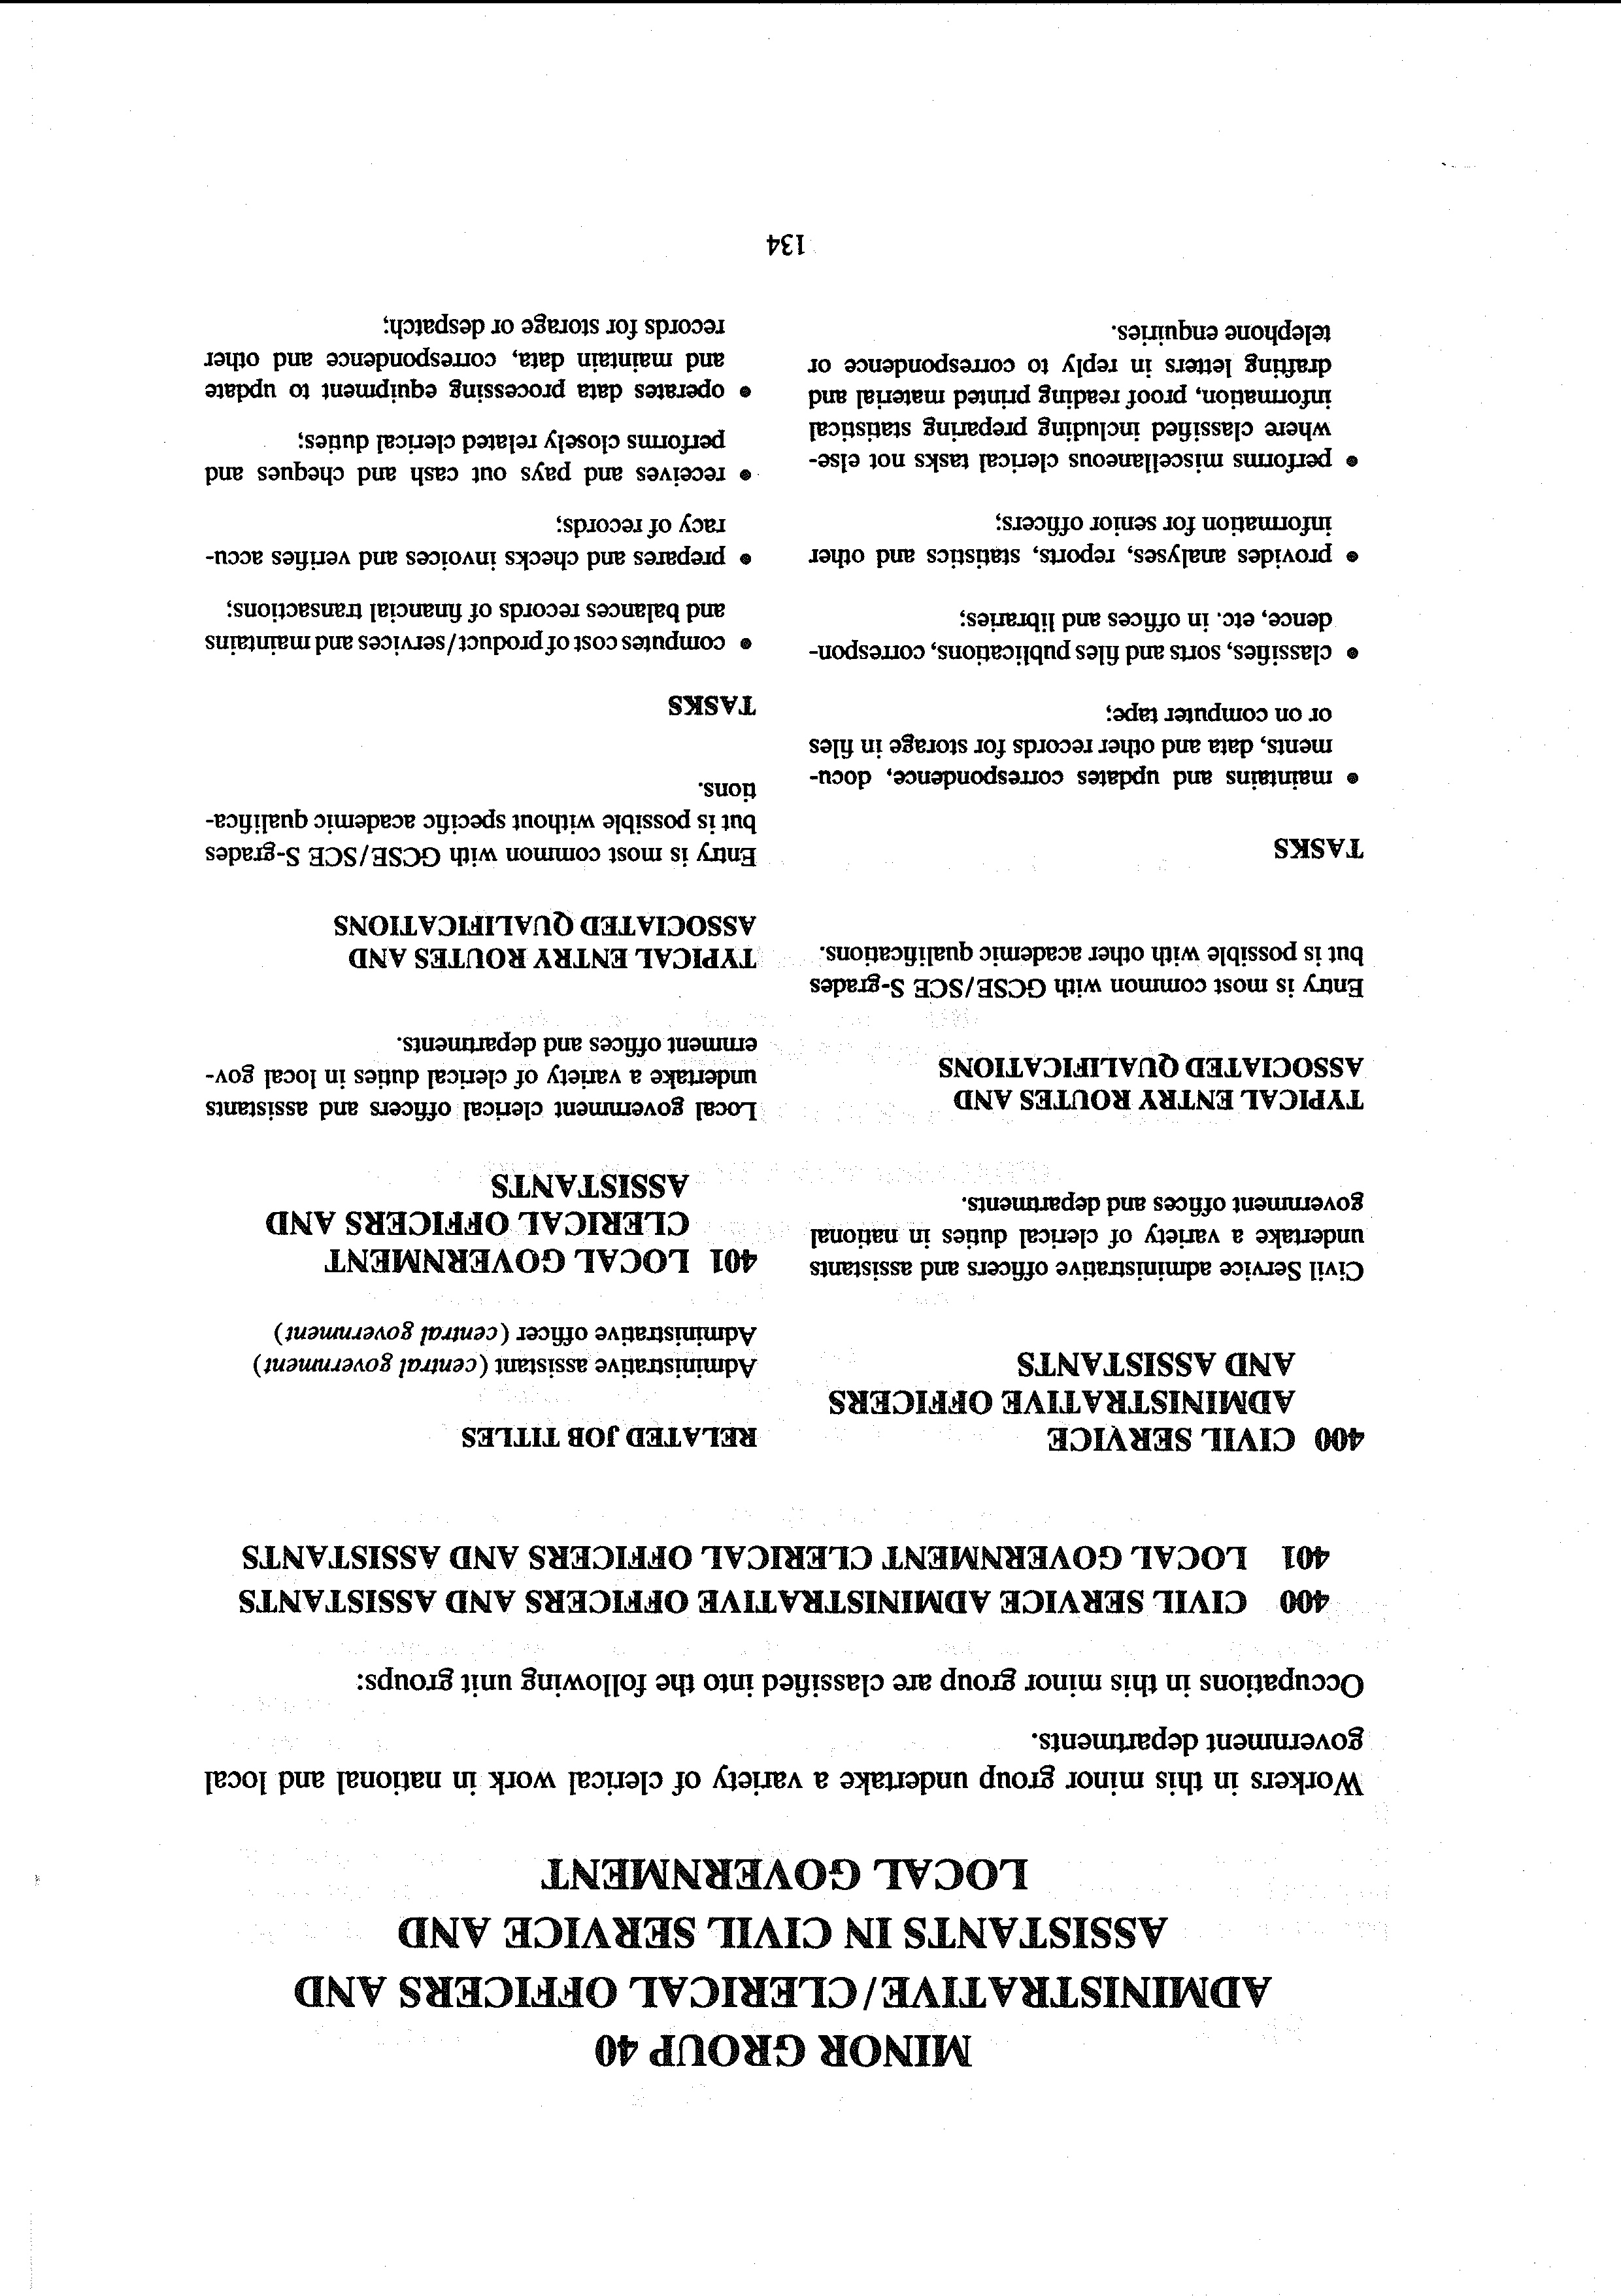 MINOR GROUP 40
ADMINISTRATIVE/CLERICAL OFFICERS AND
ASSISTANTS IN CIVIL SERVICE AND
LOCAL GOVERNMENT
Workers in this minor group undertake a variety of clerical work in national and local
government departments.
Occupations in this minor group are classified into the following unit groups:
400 CIVIL SERVICE ADMINISTRATIVE OFFICERS AND ASSISTANTS
401 LOCAL GOVERNMENT CLERICAL OFFICERS AND ASSISTANTS
400 CIVIL SERVICE
ADMINISTRATIVE OFFICERS
AND ASSISTANTS
Civil Service administrative officers and assistants
undertake a variety of clerical duties in national
government offices and departments.
TYPICAL ENTRY ROUTES AND
ASSOCIATED QUALIFICATIONS
Entry is most common with GCSE/SCE S-grades
but is possible with other academic qualifications.
TASKS
• maintains and updates correspondence, docu-
ments, data and other records for storage in files
or on computer tape;
• classifies, sorts and files publications, correspon-
dence, etc. in offices and libraries;
• provides analyses, reports, statistics and other
information for senior officers;
• performs miscellaneous clerical tasks not else-
where classified including preparing statistical
information, proof reading printed material and
drafting letters in reply to correspondence or
telephone enquiries.
RELATED JOB TITLES
Administrative assistant (central government)
Administrative officer (central government)
401 LOCAL GOVERNMENT
CLERICAL OFFICERS AND
ASSISTANTS
Local government clerical officers and assistants
undertake a variety of clerical duties in local gov-
ernment offices and departments.
TYPICAL ENTRY ROUTES AND
ASSOCIATED QUALIFICATIONS
Entry is most common with GCSE/SCE S-grades
but is possible without specific academic qualifica-
tions.
TASKS
• computes cost of product/services and maintains
and balances records of financial transactions;
• prepares and checks invoices and verifies accu-
racy of records;
• receives and pays out cash and cheques and
performs closely related clerical duties;
• operates data processing equipment to update
and maintain data, correspondence and other
records for storage or despatch;
134